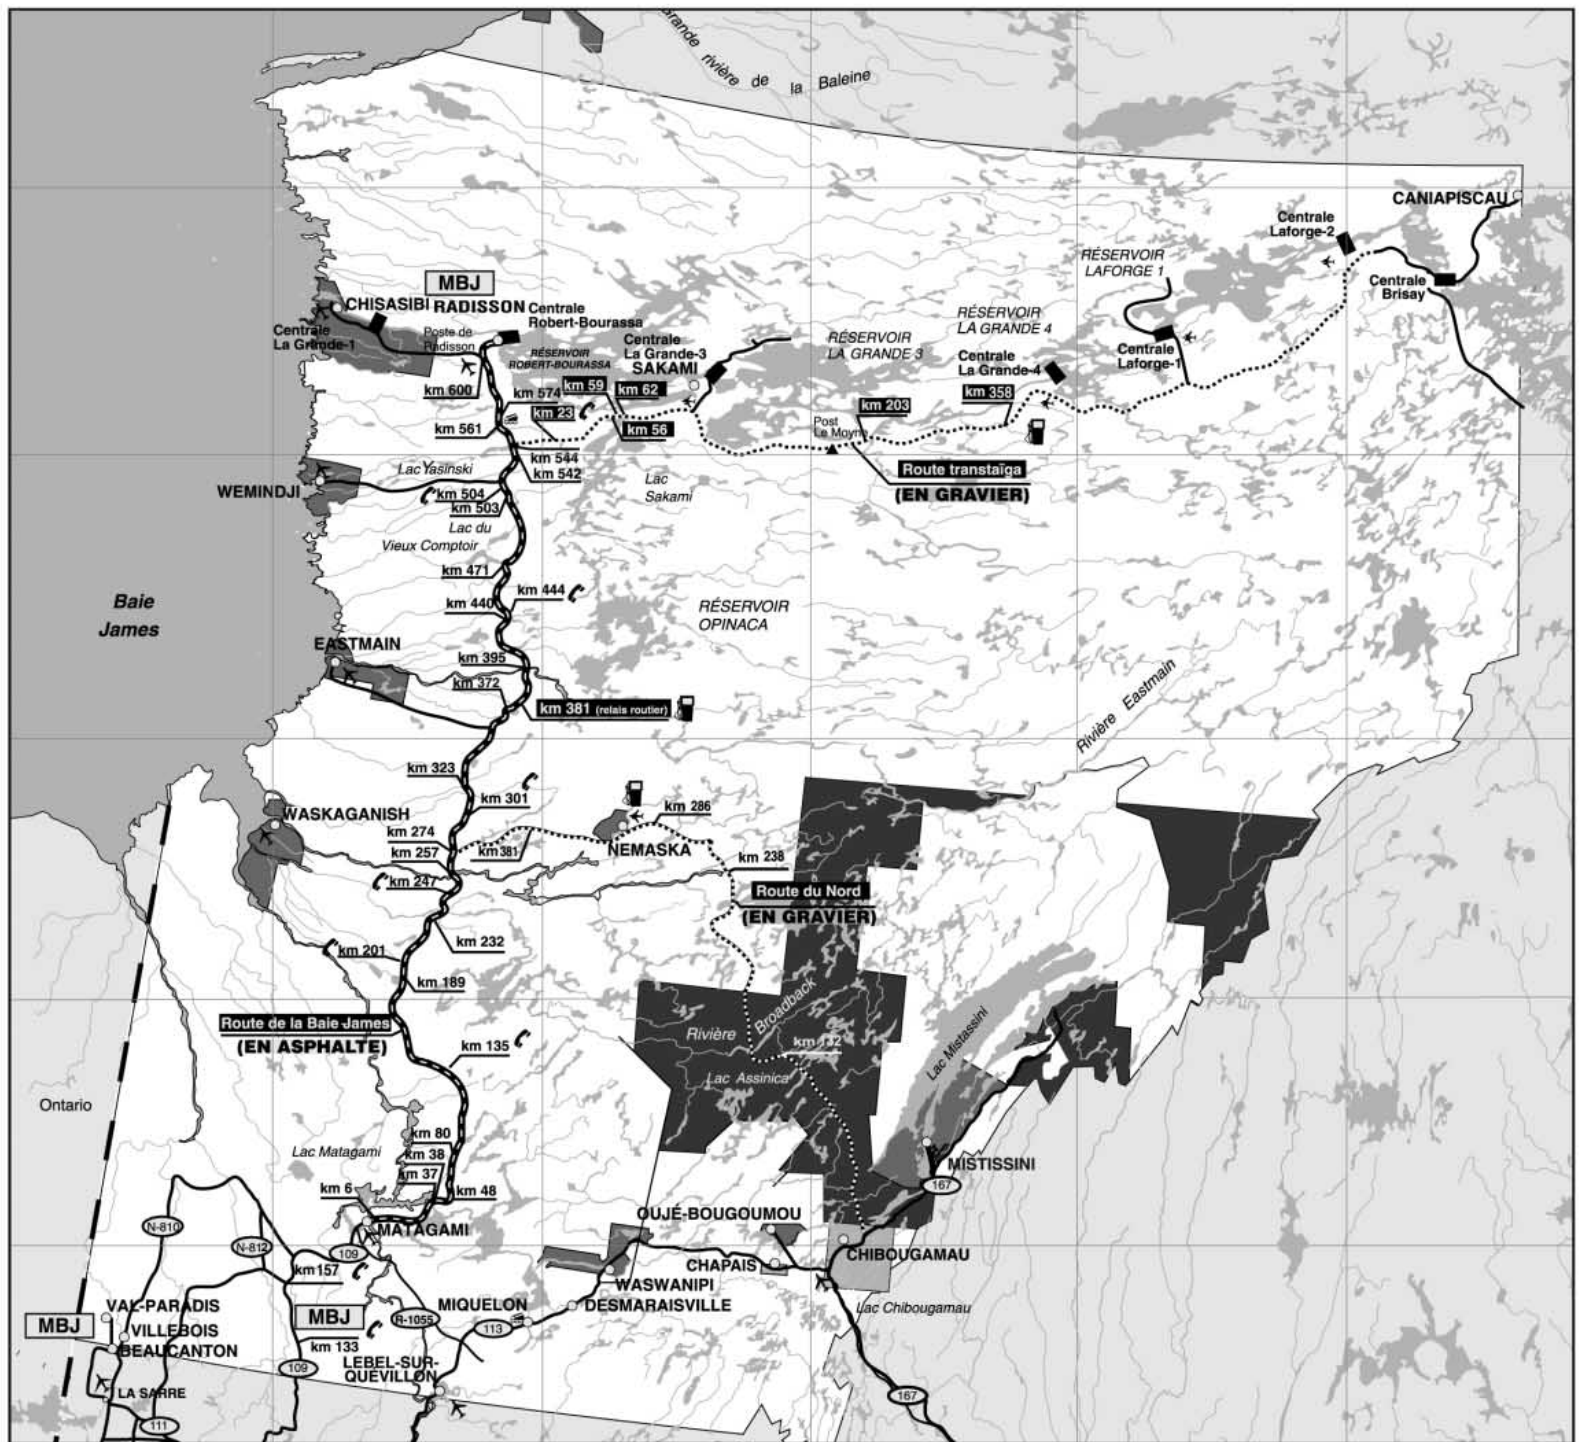 Grande rivière de la Baleine
CANIAPISCAU
Centrale
Laforge-2
RÉSERVOIR
LAFORGE 1
Centrale
Brisay
MBJ
CHISASIBI
RADISSON
Centrale
Robert-Bourassa
Centrale
La Grande-1
Poste de
Radisson
RÉSERVOIR
ROBERT-BOURASSA
Centrale
La Grande-3
SAKAMI
RÉSERVOIR
LA GRANDE 3
RÉSERVOIR
LA GRANDE 4
Centrale
La Grande-4
Centrale
Laforge-1
km 600
km 574
km 59
km 62
km 23
km 56
km 203
km 358
km 561
Post
Le Moyne
km 544
km 542
Route transtaïga
(EN GRAVIER)
Lac Yasinski
WEMINDJI
km 504
km 503
Lac
Sakami
Lac du
Vieux Comptoir
km 471
km 444
km 440
Baie
James
RÉSERVOIR
OPINACA
EASTMAIN
km 395
km 372
km 381 (relais routier)
Rivière Eastmain
km 323
km 301
WASKAGANISH
km 274
km 257
km 247
km 381
NEMASKA
km 286
km 238
Route du Nord
(EN GRAVIER)
km 232
km 201
km 189
Route de la Baie James
(EN ASPHALTE)
km 135
Rivière Broadback
km 132
Lac Assinica
Lac Mistassini
Ontario
km 80
Lac Matagami
km 38
km 37
km 6
km 48
MISTISSINI
167
MATAGAMI
OUJÉ-BOUGOUMOU
N-810
N-812
109
CHIBOUGAMAU
CHAPAIS
km 157
WASWANIPI
MBJ
VAL-PARADIS
MBJ
MIQUELON
DESMARAISVILLE
Lac Chibougamau
R-1055
113
VILLEBOIS
BEAUCANTON
km 133
109
LEBEL-SUR-
QUÉVILLON
LA SARRE
111
167